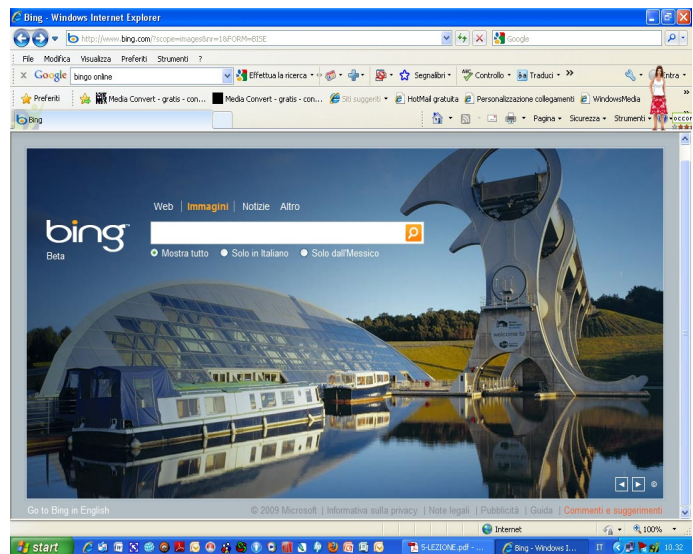 Bing - Windows Internet Explorer
http://www.bing.com/?scope=images&nr=1&FORM=BISE
Google
File Modifica Visualizza Preferiti Strumenti ?
x Google bingo online Effettua la ricerca Segnalibri Controllo Traduci » Entra
Preferiti Media Convert - gratis - con... Media Convert - gratis - con... Siti suggeriti HotMail gratuita Personalizzazione collegamenti WindowsMedia »
Bing Pagina Sicurezza Strumenti »
occor
Web | Immagini | Notizie Altro
bing
Beta
Mostra tutto Solo in Italiano Solo dall'Messico
welcome to
Go to Bing in English © 2009 Microsoft | Informativa sulla privacy | Note legali | Pubblicità | Guida | Commenti e suggerimenti
Internet 100%
start 5-LEZIONE.pdf - ... Bing - Windows I... IT 10.32